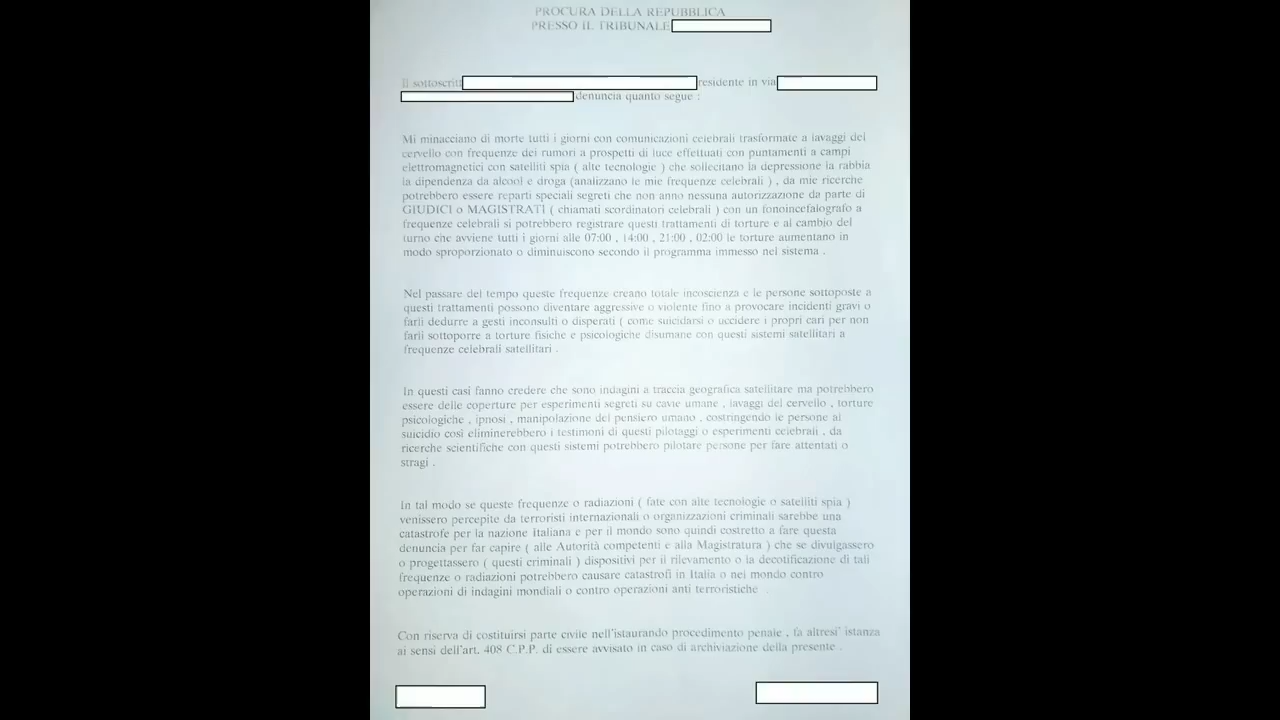 PROCURA DELLA REPUBBLICA
PRESSO IL TRIBUNALE
Il sottoscritt residente in via
denuncia quanto segue :
Mi minacciano di morte tutti i giorni con comunicazioni celebrali trasformate a lavaggi del
cervello con frequenze dei rumori a prospetti di luce effettuati con puntamenti a campi
elettromagnetici con satelliti spia ( alte tecnologie ) che sollecitano la depressione la rabbia
la dipendenza da alcool e droga (analizzano le mie frequenze celebrali ) , da mie ricerche
potrebbero essere reparti speciali segreti che non anno nessuna autorizzazione da parte di
GIUDICI o MAGISTRATI ( chiamati scordinatori celebrali ) con un fonoincefalografo a
frequenze celebrali si potrebbero registrare questi trattamenti di torture e al cambio del
turno che avviene tutti i giorni alle 07:00 , 14:00 , 21:00 , 02:00 le torture aumentano in
modo sproporzionato o diminuiscono secondo il programma immesso nel sistema .
Nel passare del tempo queste frequenze creano totale incoscienza e le persone sottoposte a
questi trattamenti possono diventare aggressive o violente fino a provocare incidenti gravi o
farli dedurre a gesti inconsulti o disperati ( come suicidarsi o uccidere i propri cari per non
farli sottoporre a torture fisiche e psicologiche disumane con questi sistemi satellitari a
frequenze celebrali satellitari .
In questi casi fanno credere che sono indagini a traccia geografica satellitare ma potrebbero
essere delle coperture per esperimenti segreti su cavie umane , lavaggi del cervello , torture
psicologiche , ipnosi , manipolazione del pensiero umano , costringendo le persone al
suicidio così eliminerebbero i testimoni di questi pilotaggi o esperimenti celebrali , da
ricerche scientifiche con questi sistemi potrebbero pilotare persone per fare attentati o
stragi .
In tal modo se queste frequenze o radiazioni ( fate con alte tecnologie o satelliti spia )
venissero percepite da terroristi internazionali o organizzazioni criminali sarebbe una
catastrofe per la nazione Italiana e per il mondo sono quindi costretto a fare questa
denuncia per far capire ( alle Autorità competenti e alla Magistratura ) che se divulgassero
o progettassero ( questi criminali ) dispositivi per il rilevamento o la decotificazione di tali
frequenze o radiazioni potrebbero causare catastrofi in Italia o nel mondo contro
operazioni di indagini mondiali o contro operazioni anti terroristiche .
Con riserva di costituirsi parte civile nell'istaurando procedimento penale , fa altresi' istanza
ai sensi dell'art. 408 C.P.P. di essere avvisato in caso di archiviazione della presente .